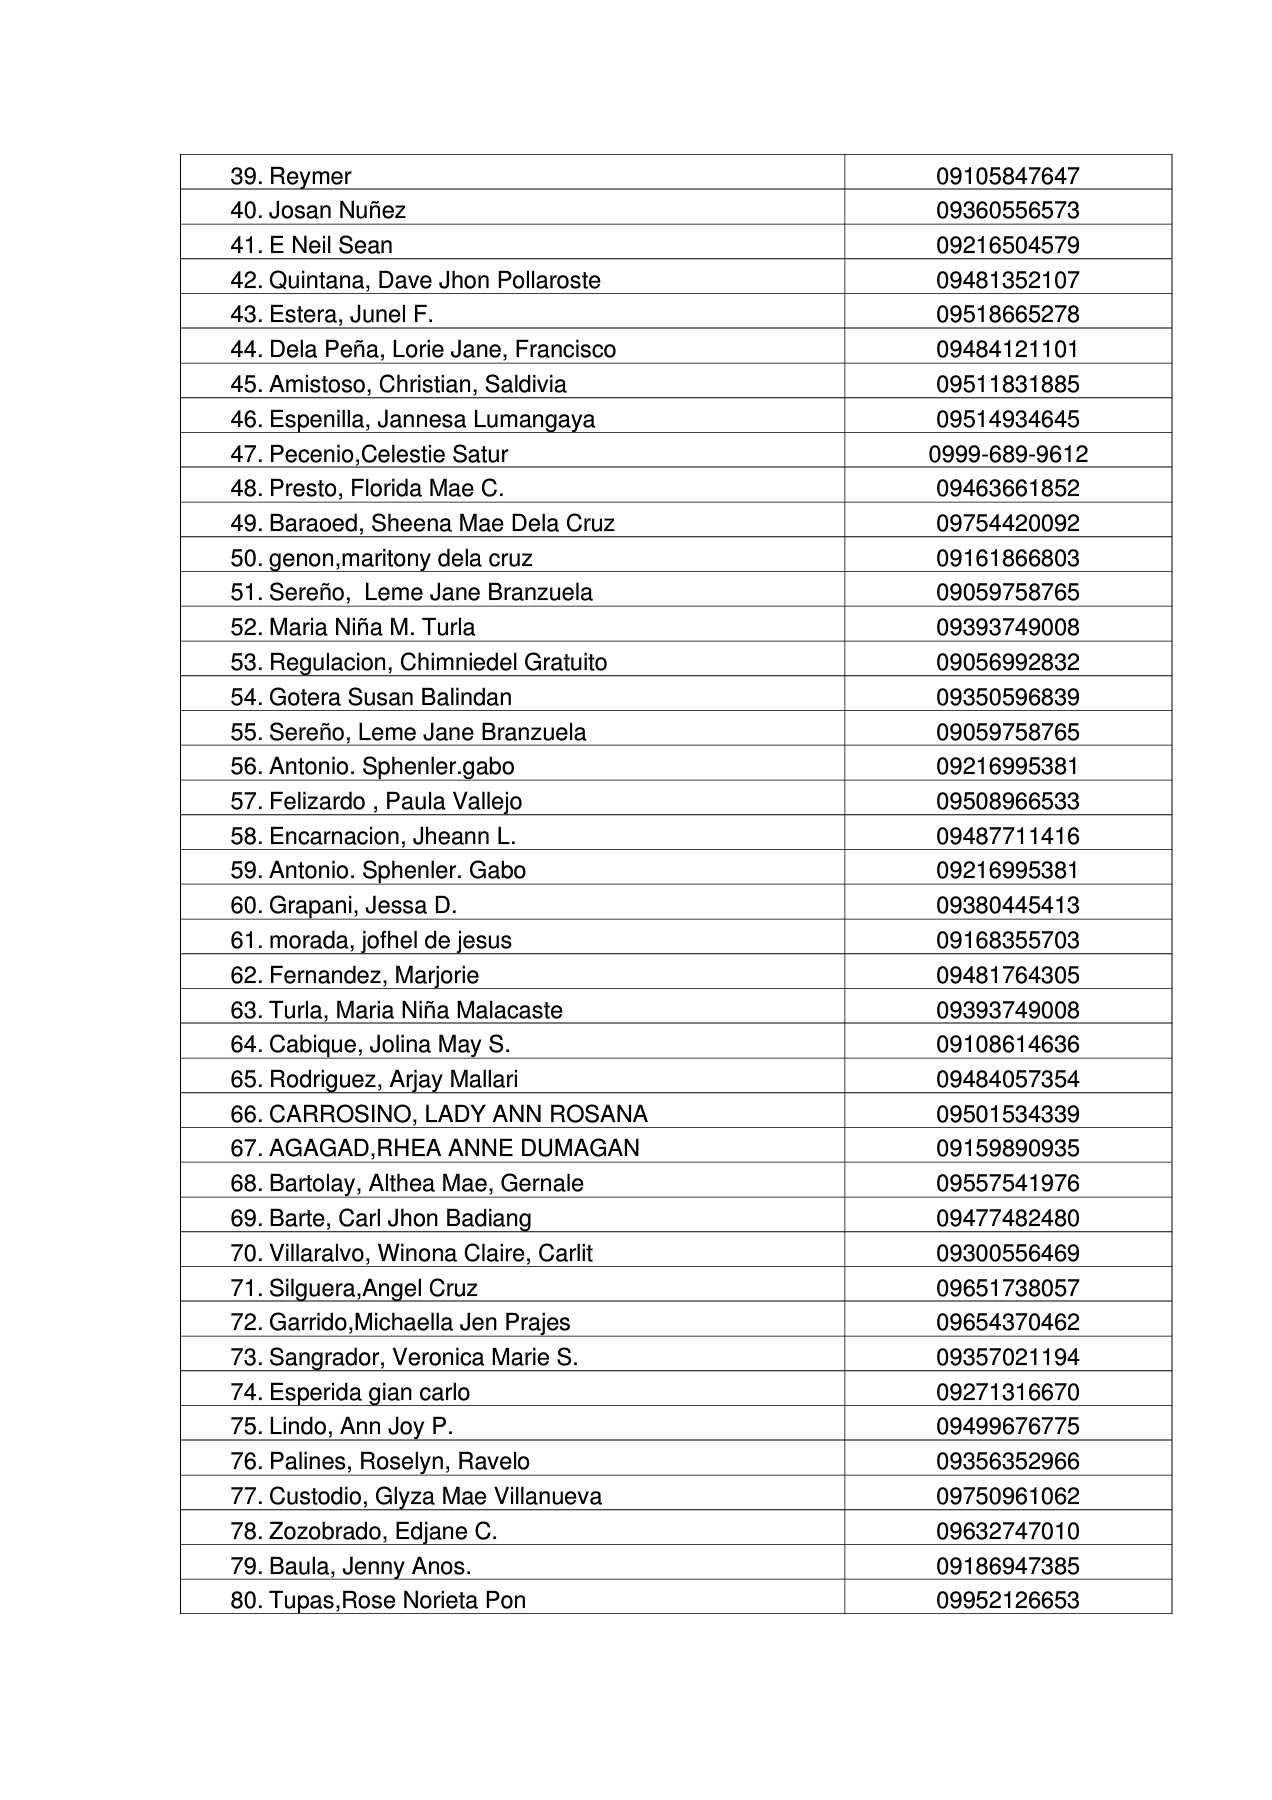 39. Reymer 09105847647
40. Josan Nuñez 09360556573
41. E Neil Sean 09216504579
42. Quintana, Dave Jhon Pollaroste 09481352107
43. Estera, Junel F. 09518665278
44. Dela Peña, Lorie Jane, Francisco 09484121101
45. Amistoso, Christian, Saldivia 09511831885
46. Espenilla, Jannesa Lumangaya 09514934645
47. Pecenio,Celestie Satur 0999-689-9612
48. Presto, Florida Mae C. 09463661852
49. Baraoed, Sheena Mae Dela Cruz 09754420092
50. genon,maritony dela cruz 09161866803
51. Sereño,  Leme Jane Branzuela 09059758765
52. Maria Niña M. Turla 09393749008
53. Regulacion, Chimniedel Gratuito 09056992832
54. Gotera Susan Balindan 09350596839
55. Sereño, Leme Jane Branzuela 09059758765
56. Antonio. Sphenler.gabo 09216995381
57. Felizardo , Paula Vallejo 09508966533
58. Encarnacion, Jheann L. 09487711416
59. Antonio. Sphenler. Gabo 09216995381
60. Grapani, Jessa D. 09380445413
61. morada, jofhel de jesus 09168355703
62. Fernandez, Marjorie 09481764305
63. Turla, Maria Niña Malacaste 09393749008
64. Cabique, Jolina May S. 09108614636
65. Rodriguez, Arjay Mallari 09484057354
66. CARROSINO, LADY ANN ROSANA 09501534339
67. AGAGAD,RHEA ANNE DUMAGAN 09159890935
68. Bartolay, Althea Mae, Gernale 09557541976
69. Barte, Carl Jhon Badiang 09477482480
70. Villaralvo, Winona Claire, Carlit 09300556469
71. Silguera,Angel Cruz 09651738057
72. Garrido,Michaella Jen Prajes 09654370462
73. Sangrador, Veronica Marie S. 09357021194
74. Esperida gian carlo 09271316670
75. Lindo, Ann Joy P. 09499676775
76. Palines, Roselyn, Ravelo 09356352966
77. Custodio, Glyza Mae Villanueva 09750961062
78. Zozobrado, Edjane C. 09632747010
79. Baula, Jenny Anos. 09186947385
80. Tupas,Rose Norieta Pon 09952126653